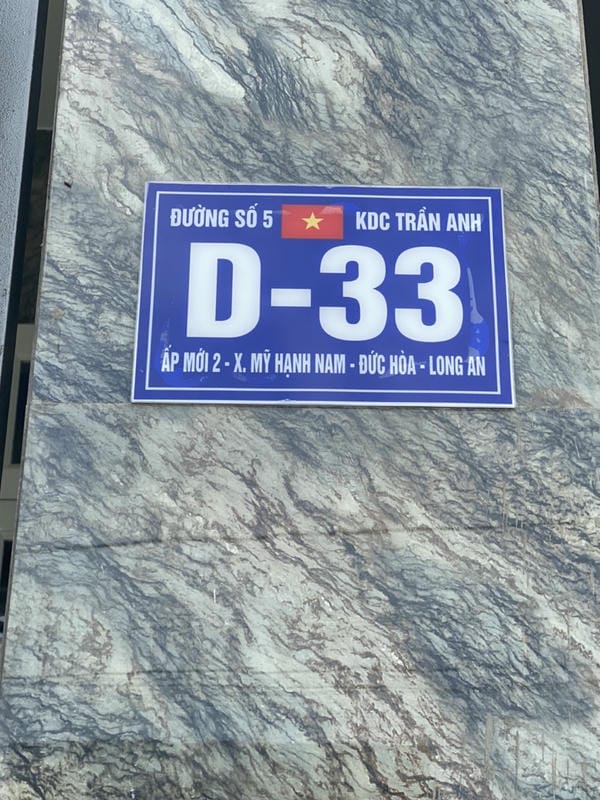 ĐƯỜNG SỐ 5 KDC TRẦN ANH
D-33
ẤP MỚI 2 - X. MỸ HẠNH NAM - ĐỨC HÒA - LONG AN